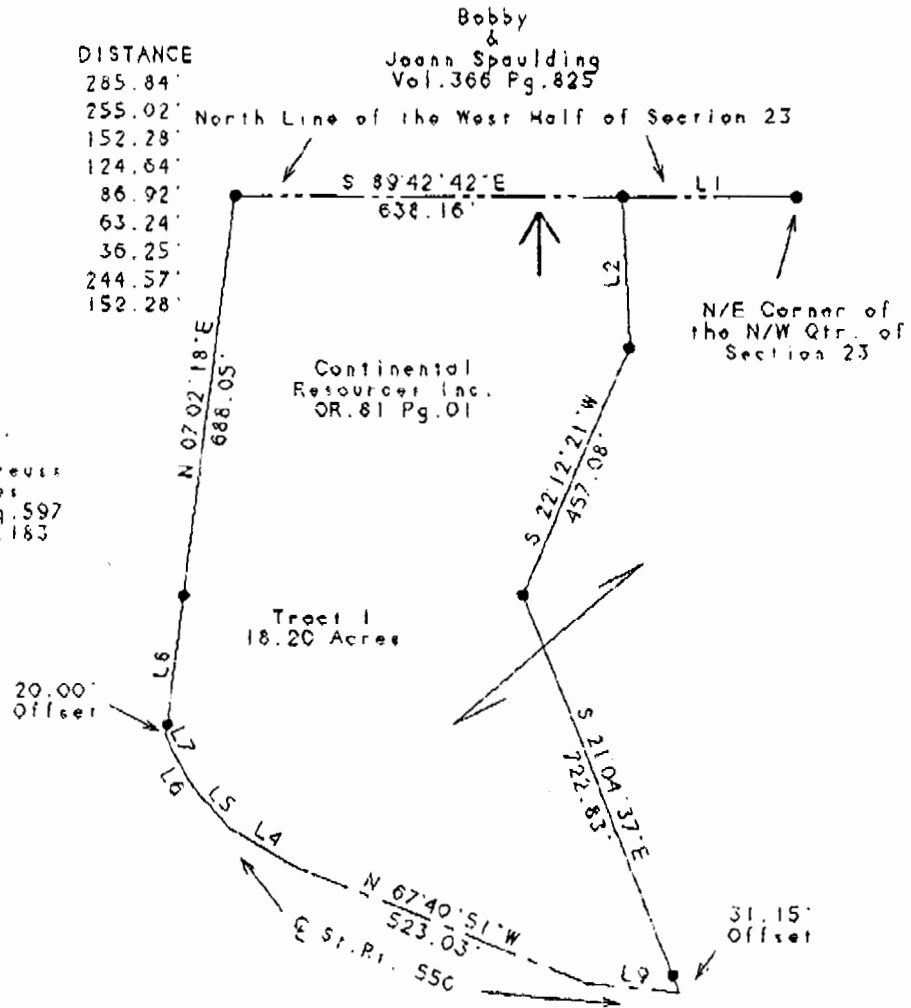 Bobby
&
Joann Spaulding
Vol.366 Pg.825
DISTANCE
285.84'
255.02'
152.28'
124.64'
86.92'
63.24'
36.25'
244.57'
152.28'
North Line of the West Half of Section 23
S 89°42'42"E
638.16'
L1
L2
N/E Corner of
the N/W Qtr. of
Section 23
N 07°02'18"E
688.05'
Continental
Resources Inc.
OR.81 Pg.01
S 22°12'21"W
457.08'
.597
183
Tract 1
18.20 Acres
L8
20.00'
Offset
L7
L6
L5
L4
S 21°04'37"E
722.83'
N 67°40'51"W
523.03'
℄ St.Rt. 550
L9
31.15'
Offset